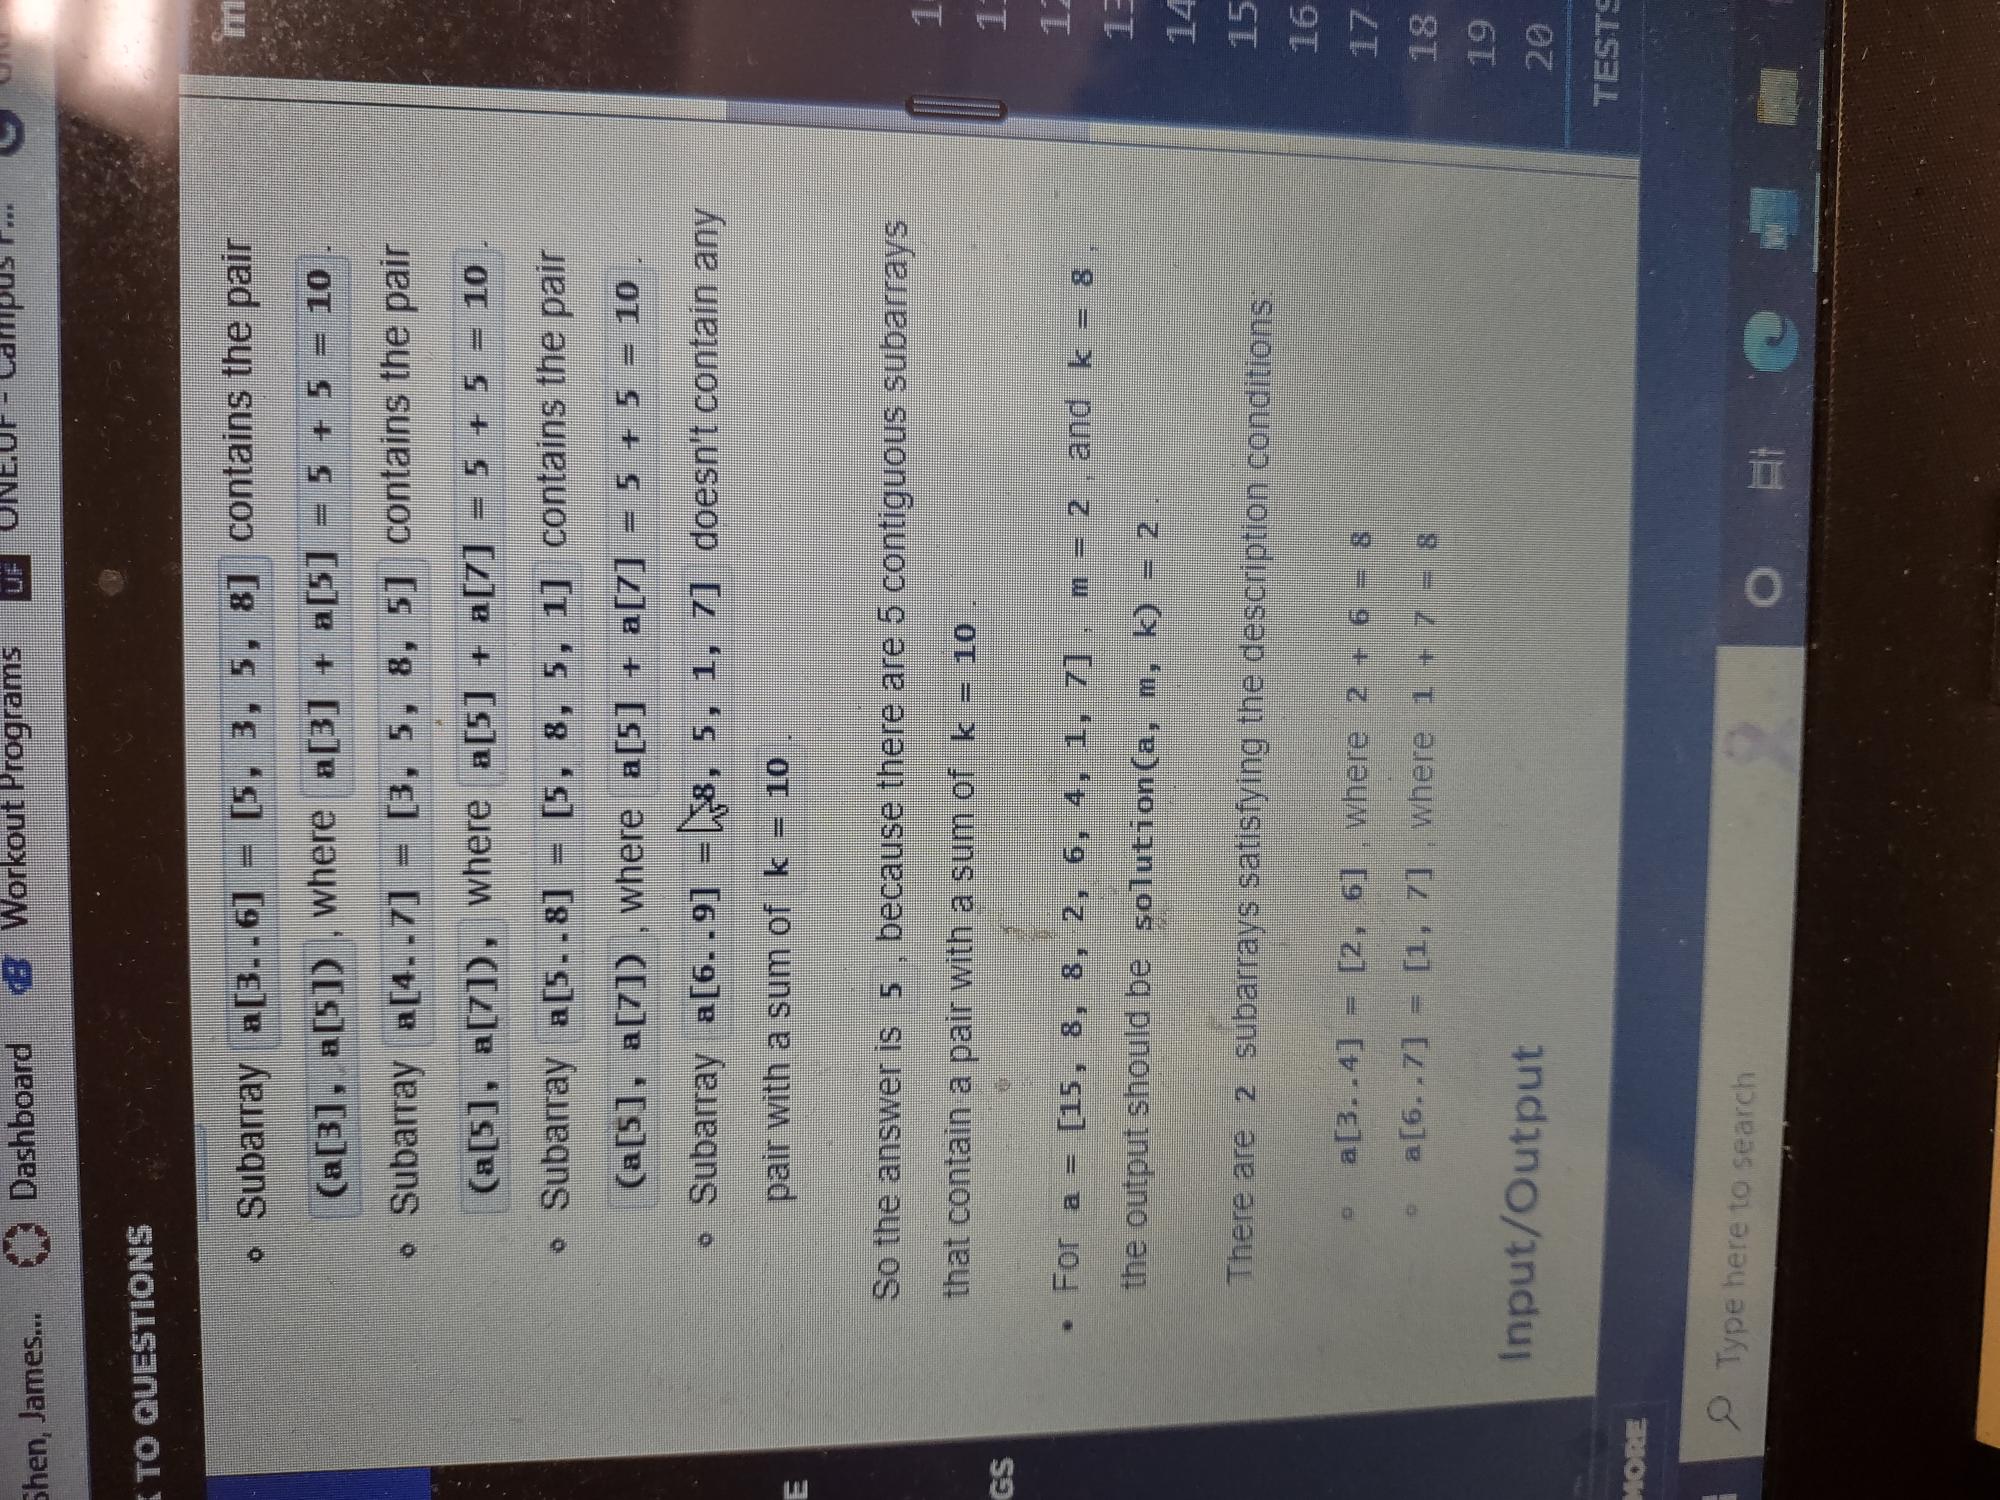 Shen, James... Dashboard Workout Programs UF ONE.UF - Campus
TO QUESTIONS
Subarray a[3..6] = [5, 3, 5, 8] contains the pair
(a[3], a[5]), where a[3] + a[5] = 5 + 5 = 10.
Subarray a[4..7] = [3, 5, 8, 5] contains the pair
(a[5], a[7]), where a[5] + a[7] = 5 + 5 = 10.
Subarray a[5..8] = [5, 8, 5, 1] contains the pair
(a[5], a[7]), where a[5] + a[7] = 5 + 5 = 10.
Subarray a[6..9] = [8, 5, 1, 7] doesn't contain any
pair with a sum of k = 10.
E
So the answer is 5, because there are 5 contiguous subarrays
that contain a pair with a sum of k = 10.
GS
For a = [15, 8, 8, 2, 6, 4, 1, 7], m = 2, and k = 8,
the output should be solution(a, m, k) = 2.
There are 2 subarrays satisfying the description conditions:
a[3..4] = [2, 6], where 2 + 6 = 8
a[6..7] = [1, 7], where 1 + 7 = 8
Input/Output
14
15
16
17
18
19
20
TESTS
MORE
Type here to search